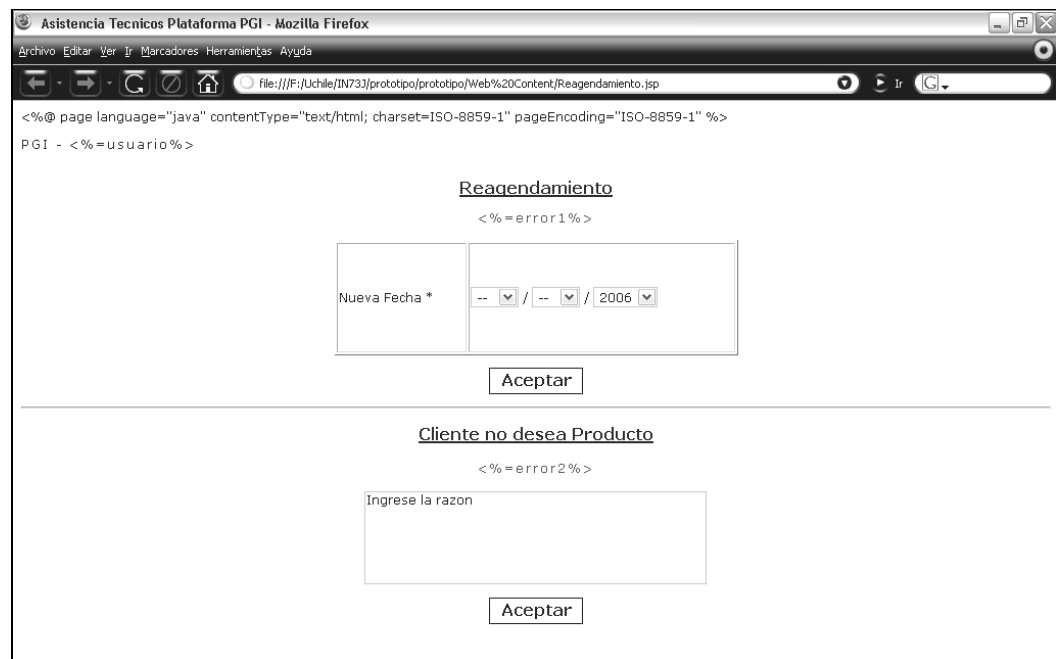 Asistencia Tecnicos Plataforma PGI - Mozilla Firefox
Archivo Editar Ver Ir Marcadores Herramientas Ayuda
file:///F:/Uchile/IN73J/prototipo/prototipo/Web%20Content/Reagendamiento.jsp Ir G
<%@ page language="java" contentType="text/html; charset=ISO-8859-1" pageEncoding="ISO-8859-1" %>
PGI - <%=usuario%>
Reagendamiento
<%=error1%>
Nueva Fecha * -- / -- / 2006
Aceptar
Cliente no desea Producto
<%=error2%>
Ingrese la razon
Aceptar